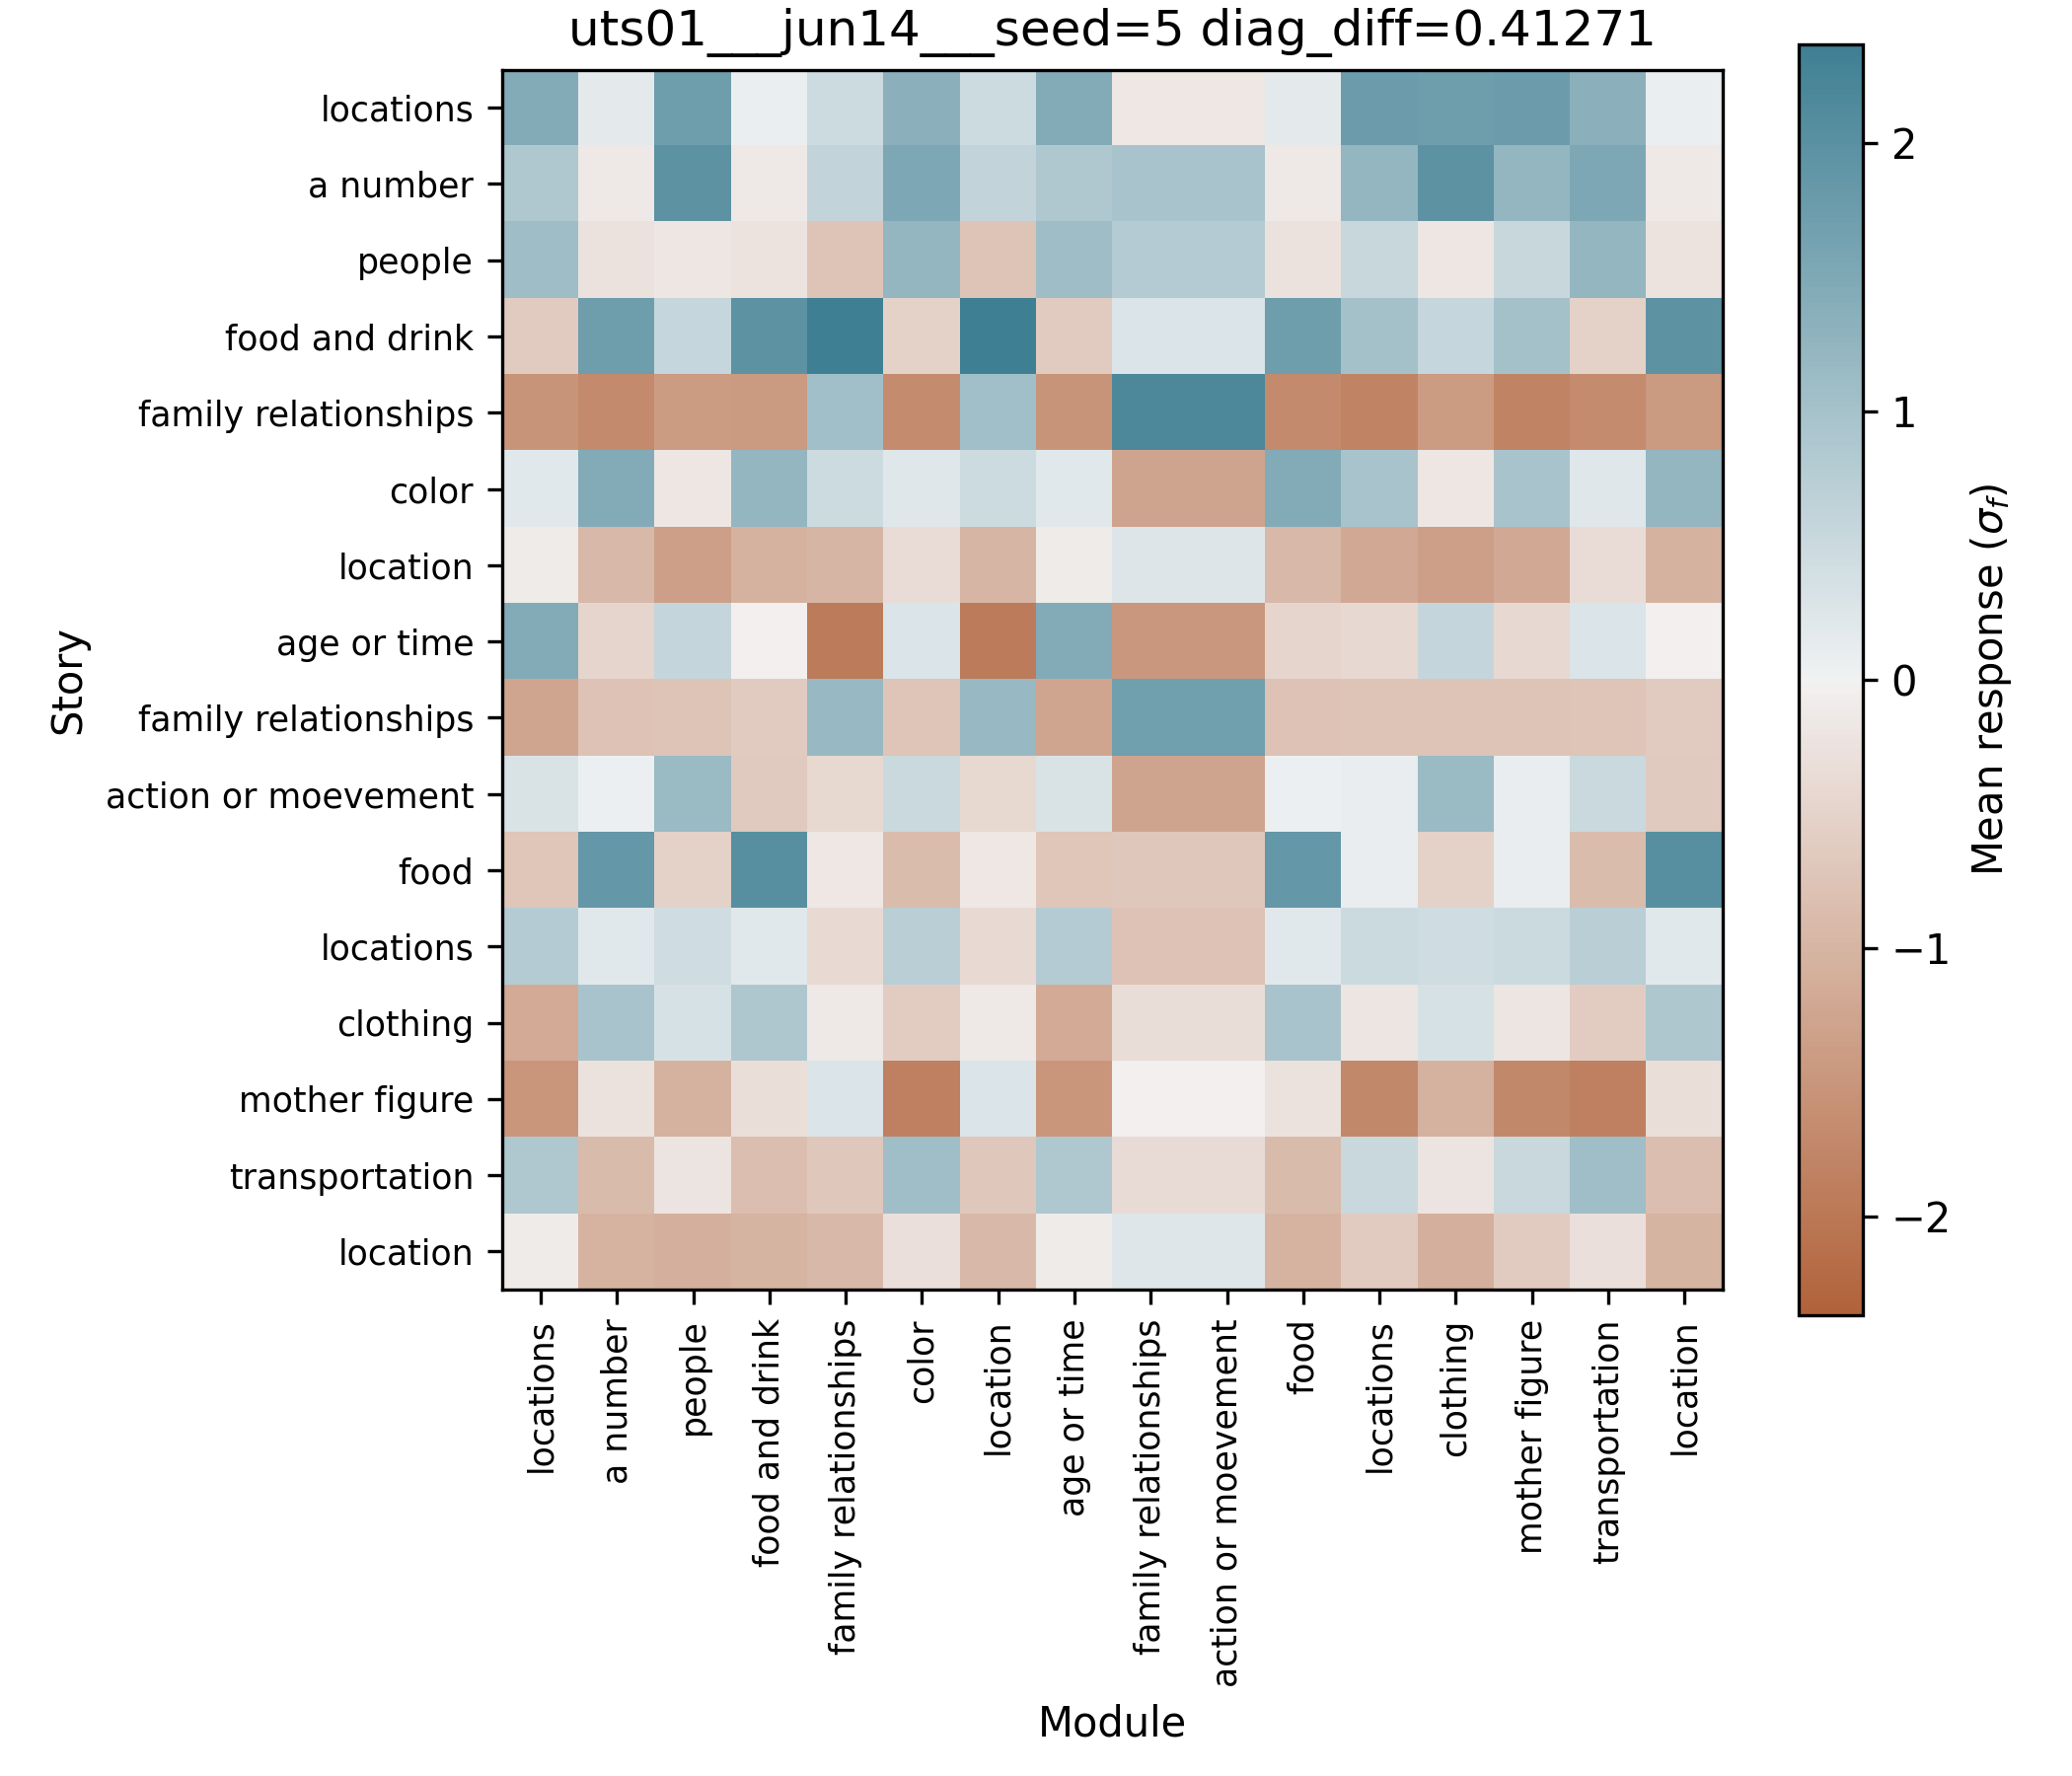 uts01___jun14___seed=5 diag_diff=0.41271
Story
locations
a number
people
food and drink
family relationships
color
location
age or time
family relationships
action or moevement
food
locations
clothing
mother figure
transportation
location
locations
a number
people
food and drink
family relationships
color
location
age or time
family relationships
action or moevement
food
locations
clothing
mother figure
transportation
location
Module
2
1
0
−1
−2
Mean response (σf)